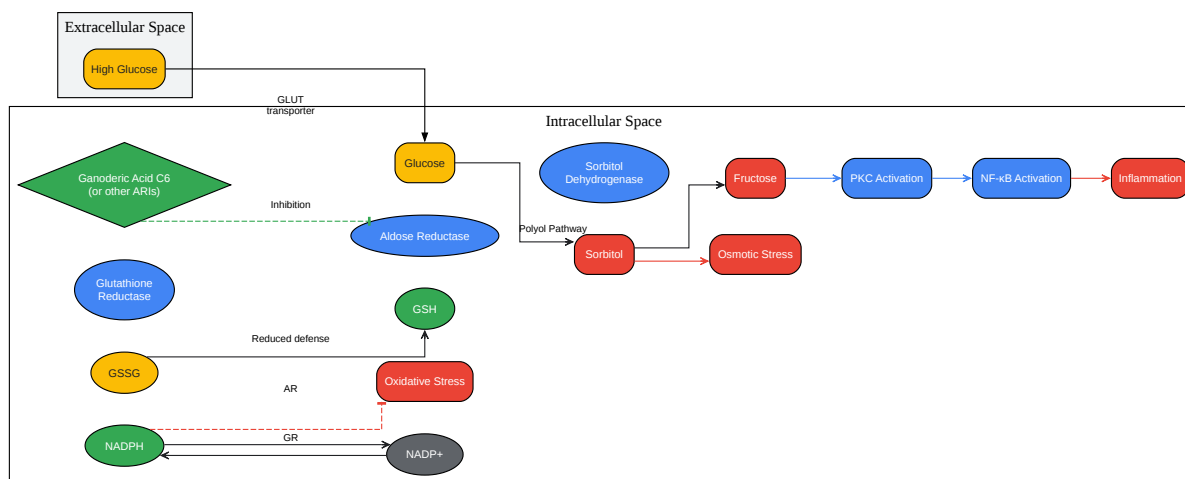 Extracellular Space
High Glucose
GLUT
transporter
Intracellular Space
Ganoderic Acid C6
(or other ARIs)
Glucose
Sorbitol
Dehydrogenase
Fructose
PKC Activation
NF-κB Activation
Inflammation
Inhibition
Aldose Reductase
Polyol Pathway
Sorbitol
Osmotic Stress
Glutathione
Reductase
GSH
Reduced defense
GSSG
Oxidative Stress
AR
NADPH
GR
NADP+